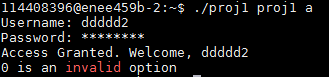 114408396@enee459b-2:~$ ./proj1 proj1 a
Username: ddddd2
Password: ********
Access Granted. Welcome, ddddd2
0 is an invalid option